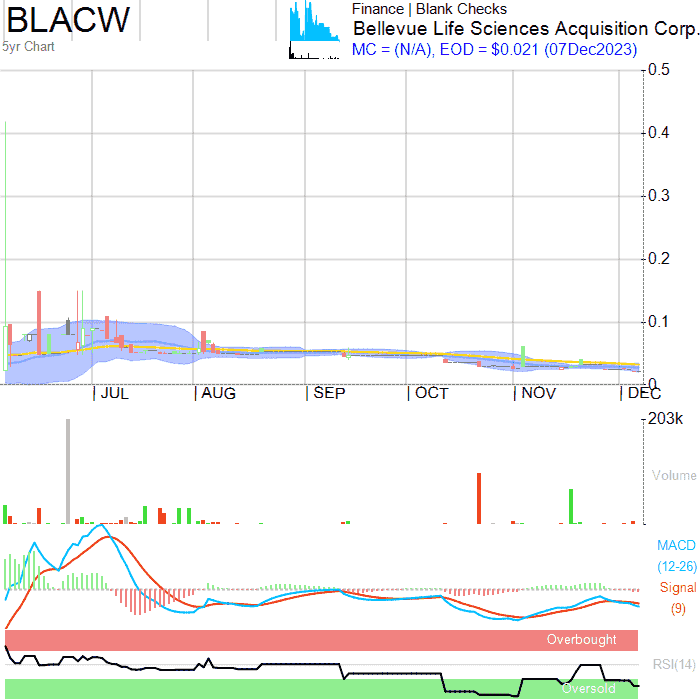 BLACW
5yr Chart
Finance | Blank Checks
Bellevue Life Sciences Acquisition Corp.
MC = (N/A), EOD = $0.021 (07Dec2023)
0.5
0.4
0.3
0.2
0.1
0
| JUL | AUG | SEP | OCT | NOV | DEC
203k
Volume
MACD
(12-26)
Signal
(9)
Overbought
RSI(14)
Oversold